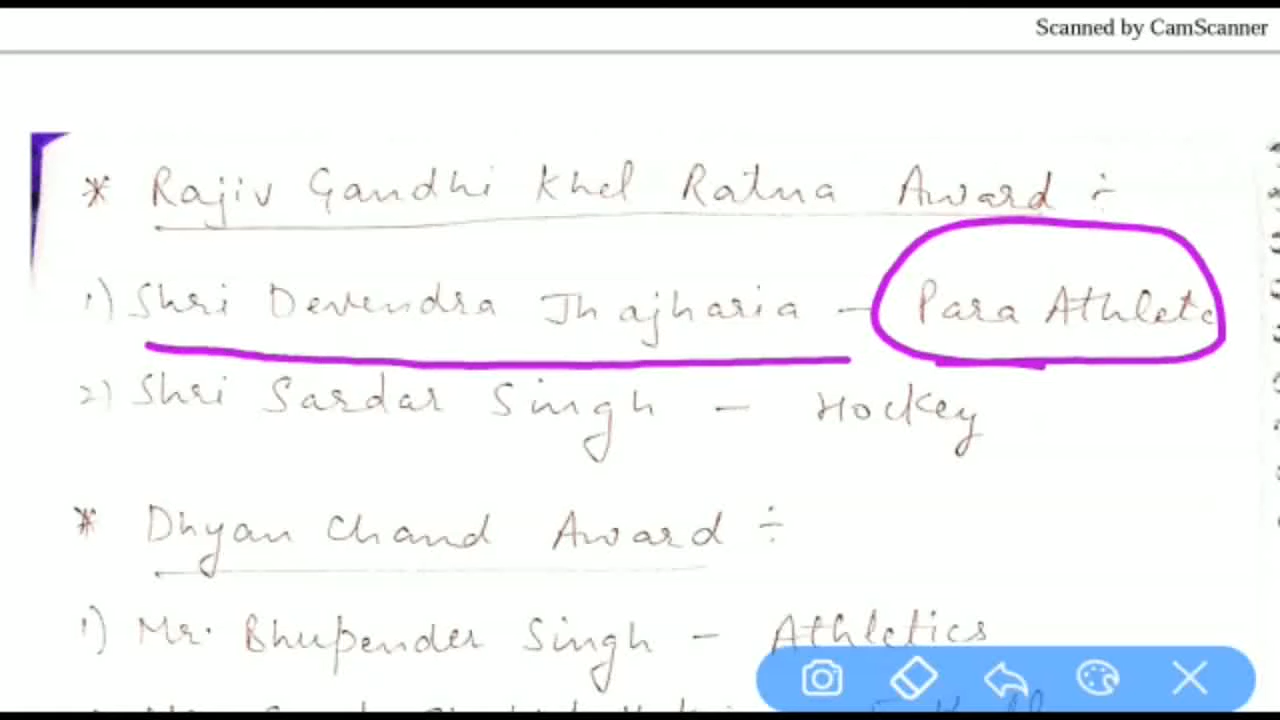 Scanned by CamScanner
* Rajiv Gandhi Khel Ratna Award ÷
1) Shri Devendra Jhajharia - Para Athlete
2) Shri Sardar Singh - Hockey
* Dhyan Chand Award ÷
1) Mr. Bhupender Singh - Athletics